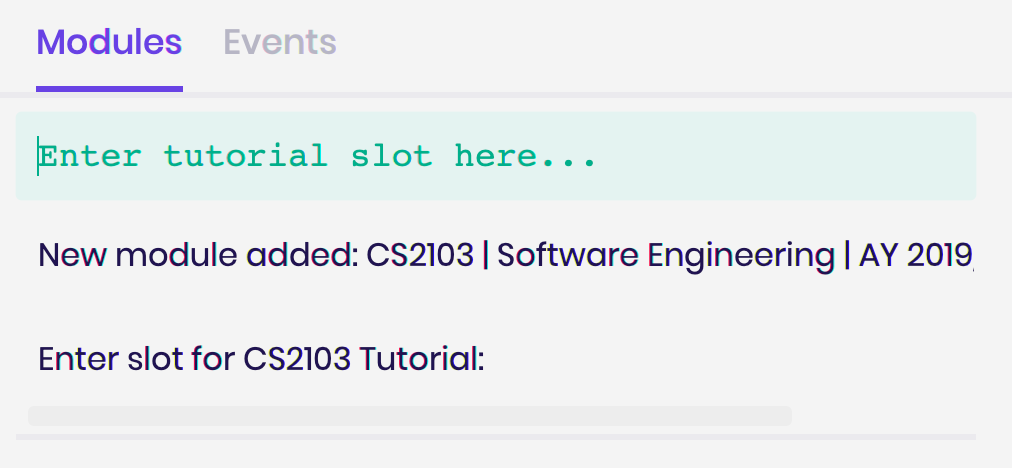 Modules Events
Enter tutorial slot here...
New module added: CS2103 | Software Engineering | AY 2019
Enter slot for CS2103 Tutorial: